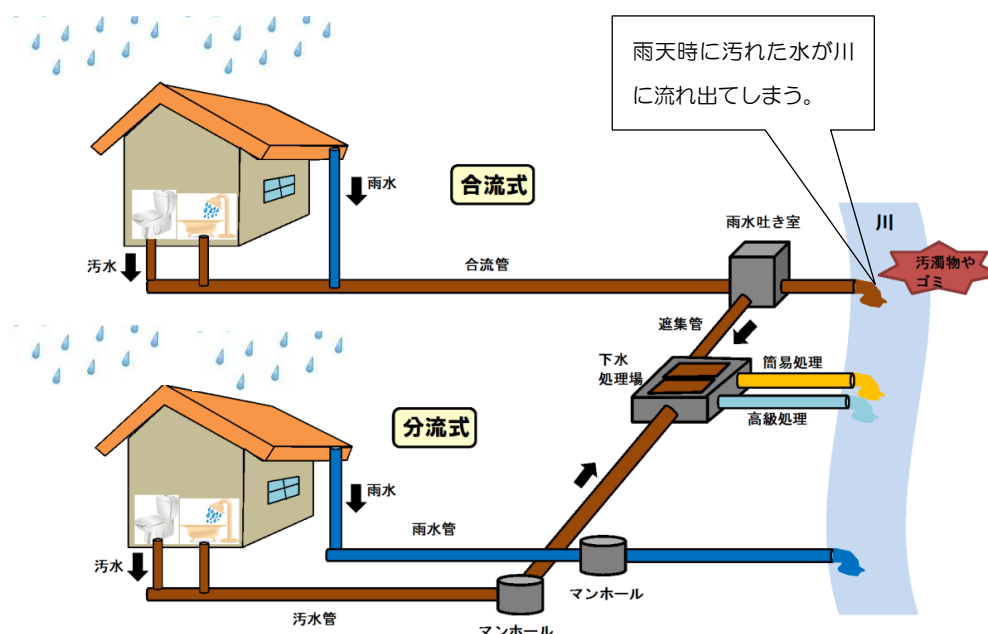 雨天時に汚れた水が川
に流れ出てしまう。
雨水
合流式
雨水吐き室
川
汚濁物や
ゴミ
汚水
合流管
遮集管
下水
処理場
簡易処理
高級処理
分流式
雨水
雨水管
汚水
マンホール
汚水管
マンホール